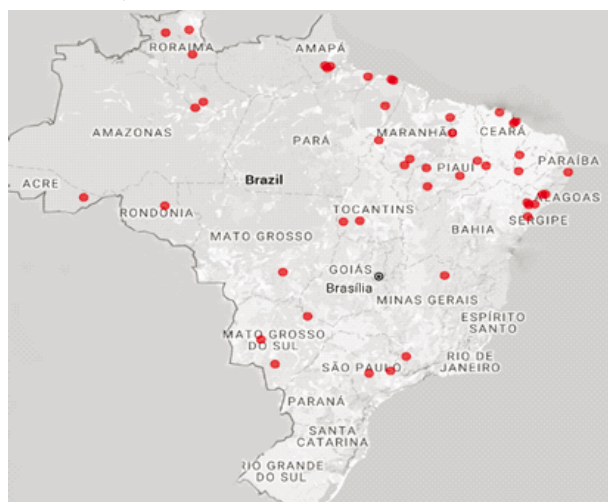 RORAIMA
AMAPÁ
AMAZONAS
PARÁ
MARANHÃO
CEARÁ
PIAUÍ
PARAÍBA
ACRE
Brazil
RONDÔNIA
TOCANTINS
ALAGOAS
SERGIPE
MATO GROSSO
BAHIA
GOIÁS
Brasília
MINAS GERAIS
ESPÍRITO
SANTO
MATO GROSSO
DO SUL
SÃO PAULO
RIO DE
JANEIRO
PARANÁ
SANTA
CATARINA
RIO GRANDE
DO SUL